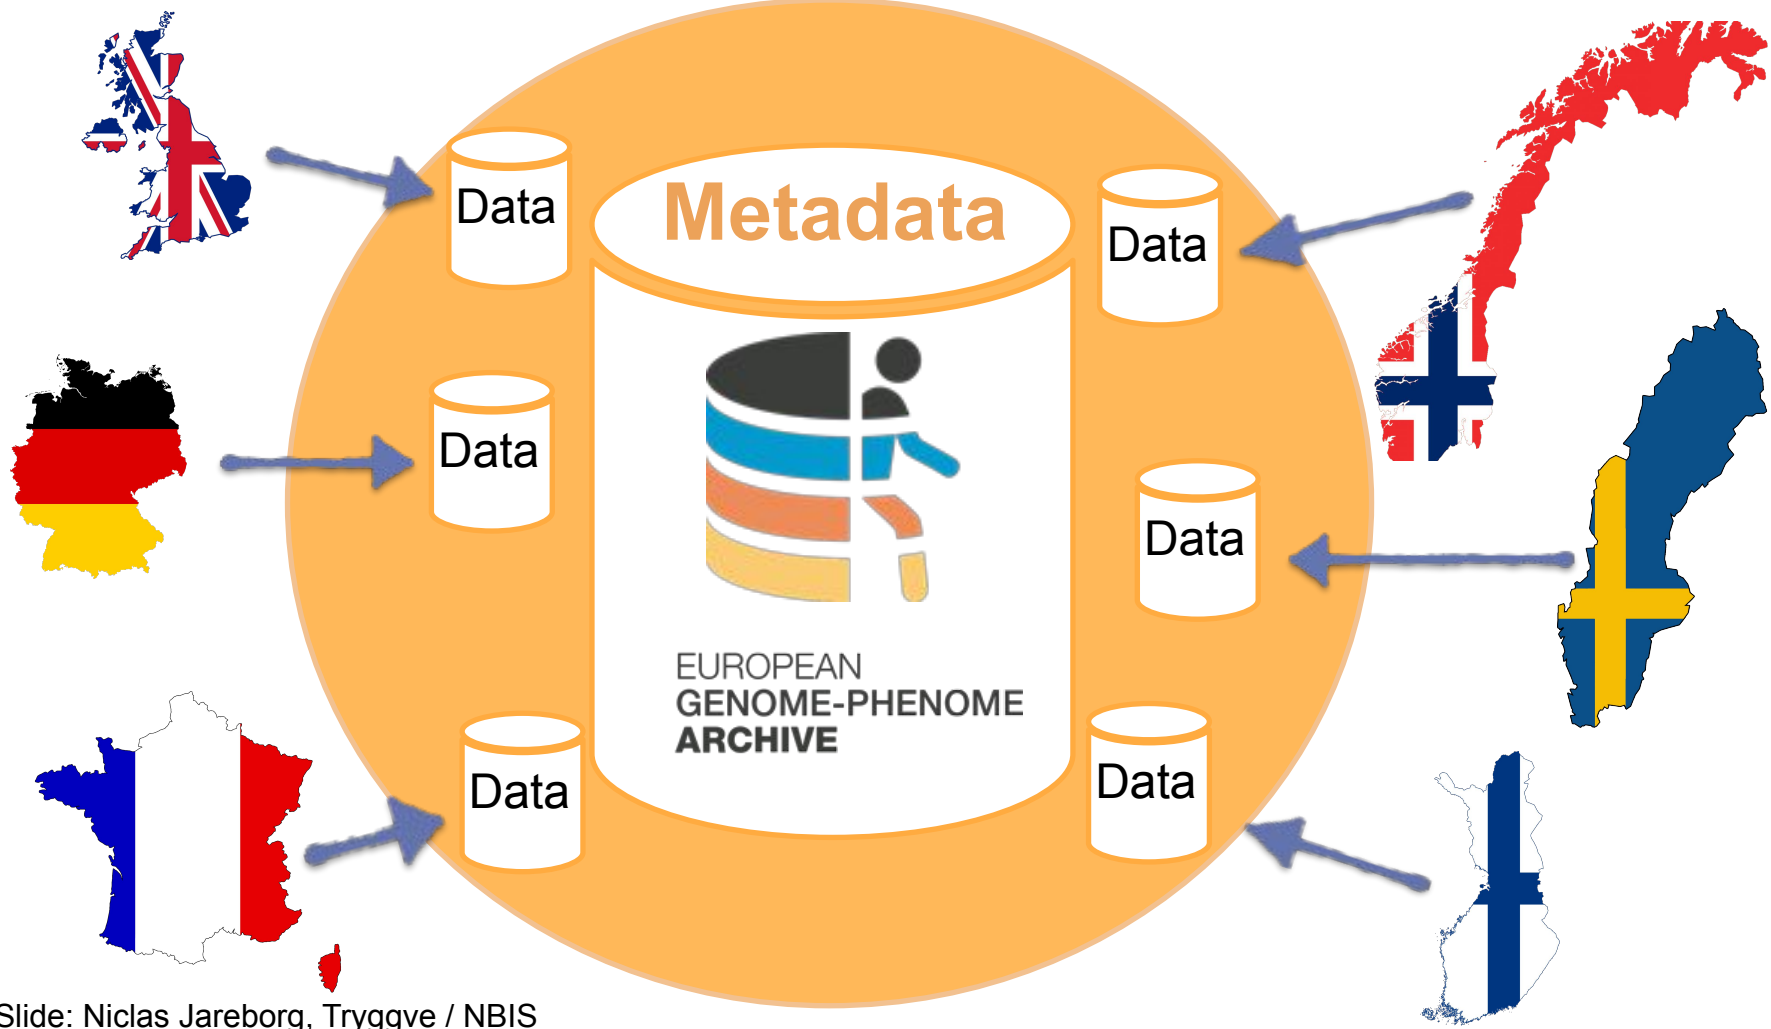 Metadata
Data
Data
Data
Data
Data
Data
EUROPEAN
GENOME-PHENOME
ARCHIVE
Slide: Niclas Jareborg, Tryggve / NBIS